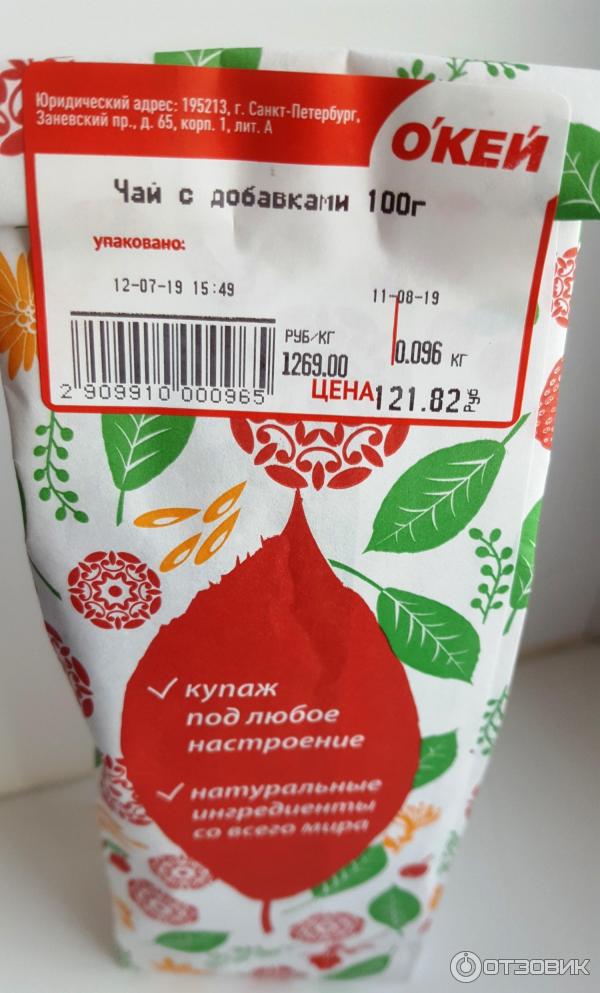 Юридический адрес: 195213, г. Санкт-Петербург,
Заневский пр., д. 65, корп. 1, лит. А
О'КЕЙ
Чай с добавками 100г
упаковано:
12-07-19 15:49
11-08-19
РУБ/КГ
1269.00
0.096 кг
2 909910 000965
ЦЕНА 121.82 Руб
купаж
под любое
настроение
натуральные
ингредиенты
со всего мира
ОТЗОВИК